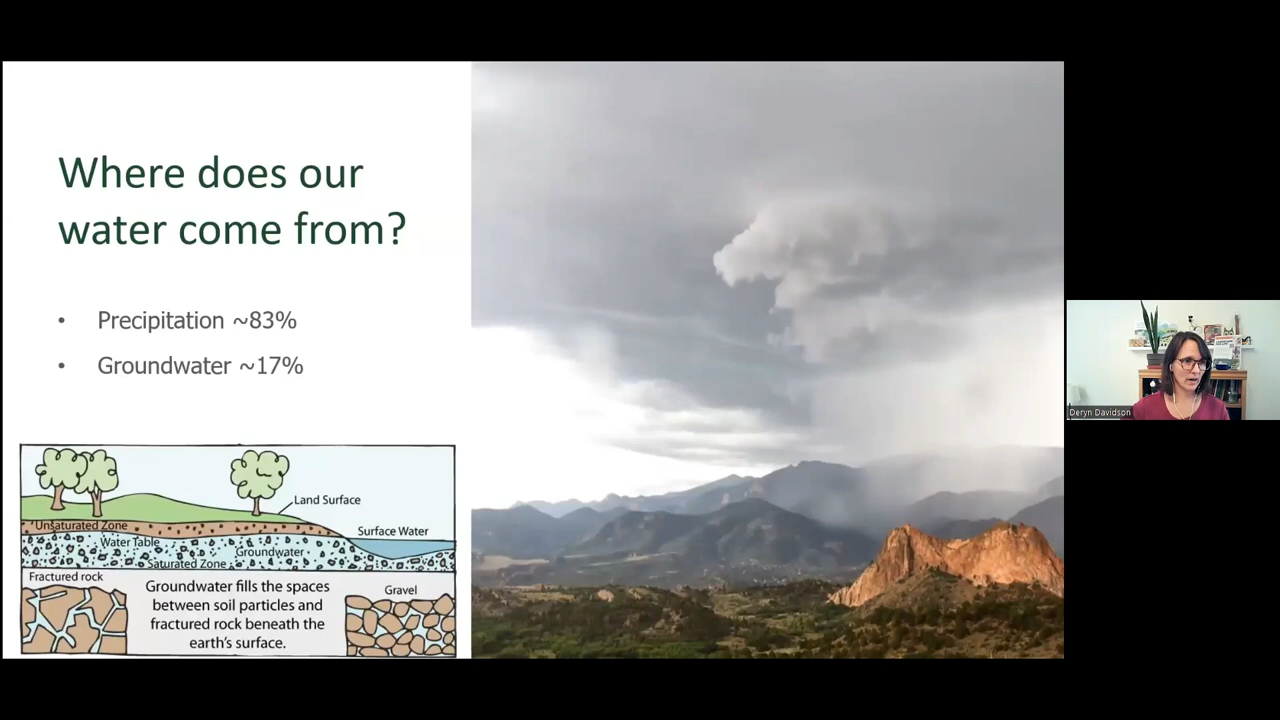 Where does our
water come from?
• Precipitation ~83%
• Groundwater ~17%
Land Surface
Unsaturated Zone
Surface Water
Water Table
Groundwater
Saturated Zone
Fractured rock
Groundwater fills the spaces
between soil particles and
fractured rock beneath the
earth's surface.
Gravel
Deryn Davidson